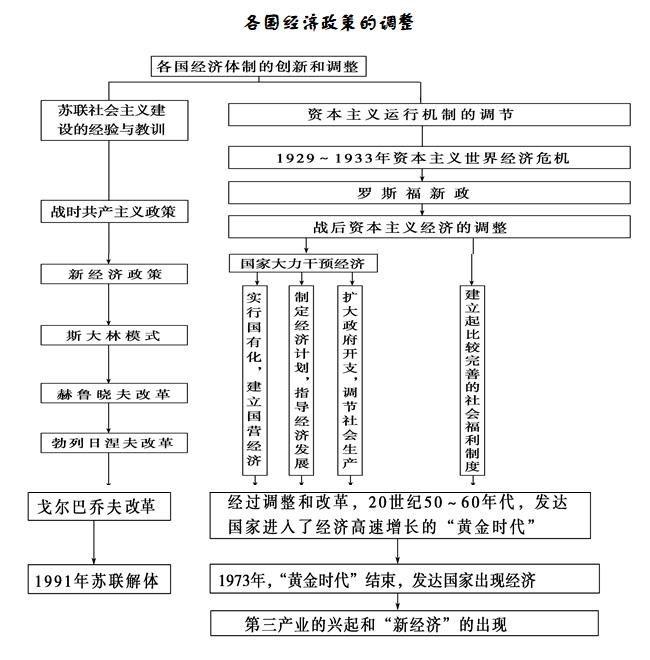 各国经济政策的调整
各国经济体制的创新和调整
苏联社会主义建
设的经验与教训
战时共产主义政策
新经济政策
斯大林模式
赫鲁晓夫改革
勃列日涅夫改革
戈尔巴乔夫改革
1991年苏联解体
资本主义运行机制的调节
1929～1933年资本主义世界经济危机
罗斯福新政
战后资本主义经济的调整
国家大力干预经济
实行国有化，建立国营经济
制定经济计划，指导经济发展
扩大政府开支，调节社会生产
建立起比较完善的社会福利制度
经过调整和改革，20世纪50～60年代，发达
国家进入了经济高速增长的“黄金时代”
1973年，“黄金时代”结束，发达国家出现经济
第三产业的兴起和“新经济”的出现